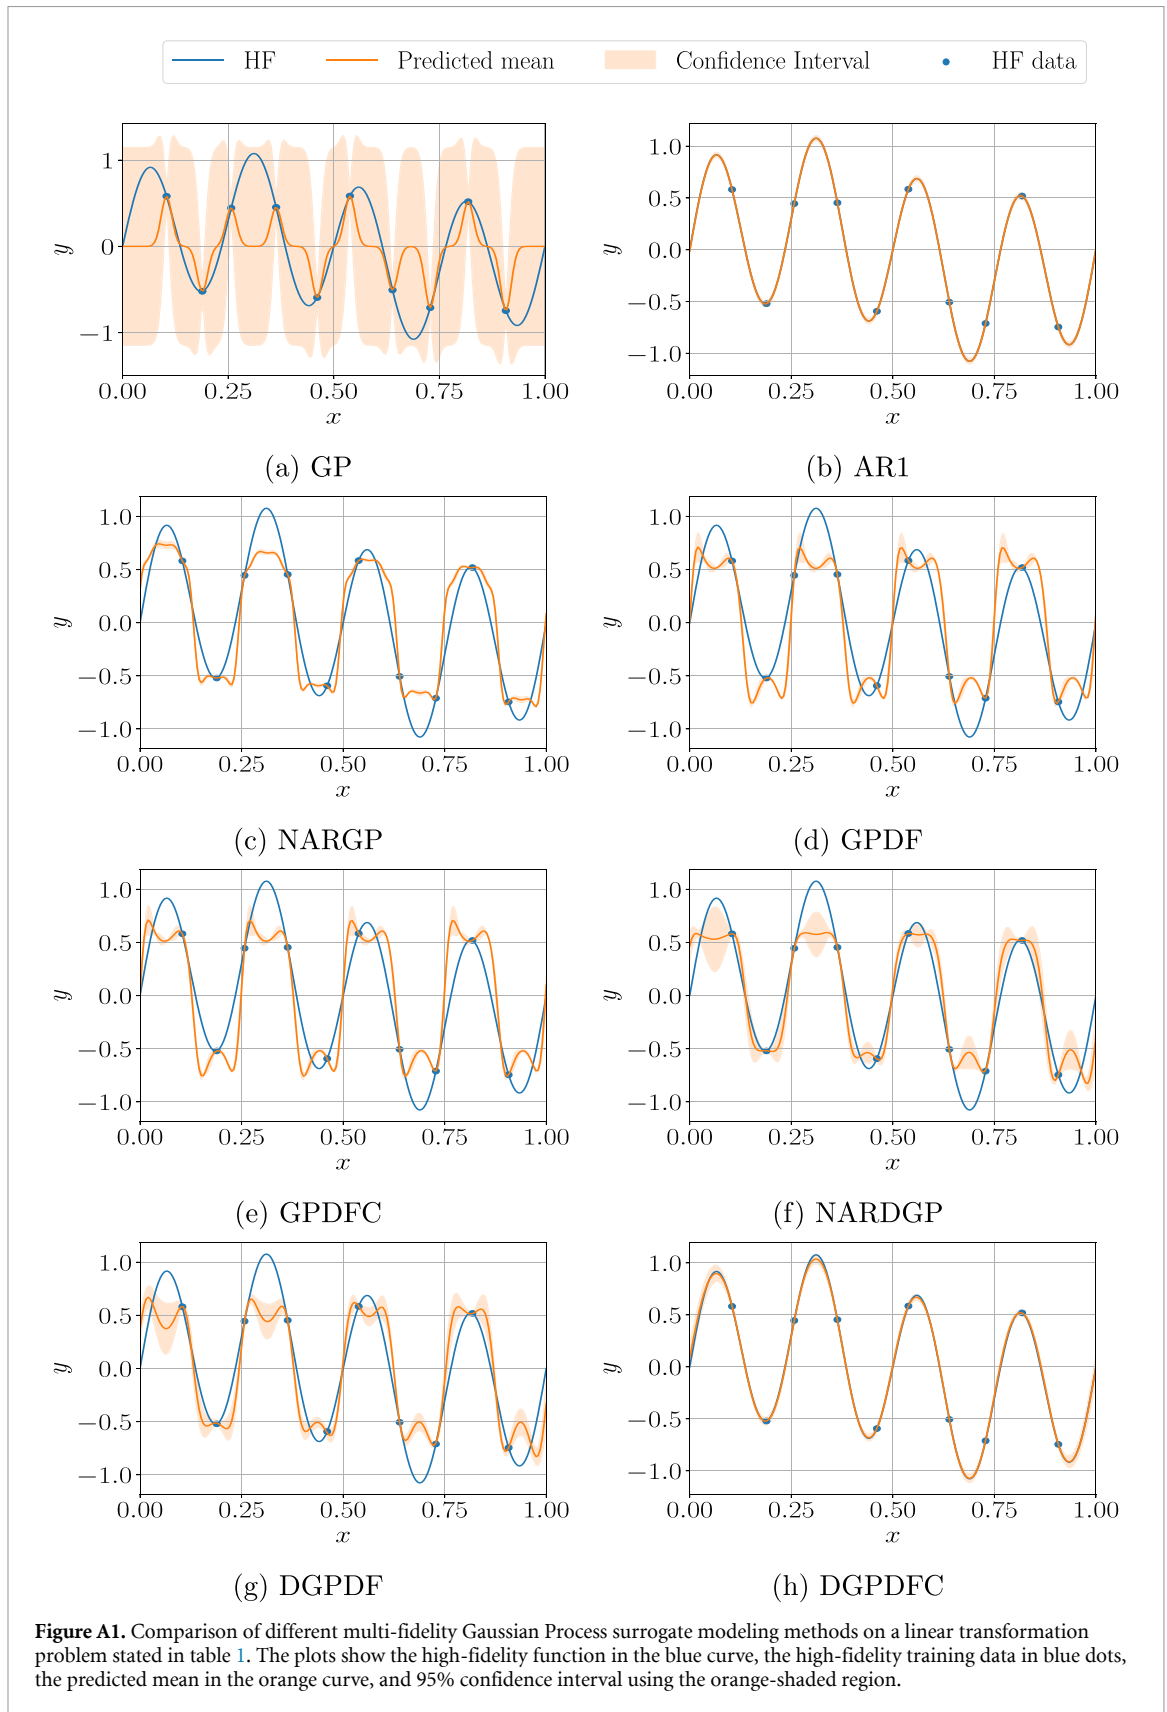 HF Predicted mean Confidence Interval HF data
1
0
−1
y
0.00 0.25 0.50 0.75 1.00
x
(a) GP
1.0
0.5
0.0
−0.5
−1.0
y
0.00 0.25 0.50 0.75 1.00
x
(b) AR1
1.0
0.5
0.0
−0.5
−1.0
y
0.00 0.25 0.50 0.75 1.00
x
(c) NARGP
1.0
0.5
0.0
−0.5
−1.0
y
0.00 0.25 0.50 0.75 1.00
x
(d) GPDF
1.0
0.5
0.0
−0.5
−1.0
y
0.00 0.25 0.50 0.75 1.00
x
(e) GPDFC
1.0
0.5
0.0
−0.5
−1.0
y
0.00 0.25 0.50 0.75 1.00
x
(f) NARDGP
1.0
0.5
0.0
−0.5
−1.0
y
0.00 0.25 0.50 0.75 1.00
x
(g) DGPDF
1.0
0.5
0.0
−0.5
−1.0
y
0.00 0.25 0.50 0.75 1.00
x
(h) DGPDFC
Figure A1. Comparison of different multi-fidelity Gaussian Process surrogate modeling methods on a linear transformation
problem stated in table 1. The plots show the high-fidelity function in the blue curve, the high-fidelity training data in blue dots,
the predicted mean in the orange curve, and 95% confidence interval using the orange-shaded region.